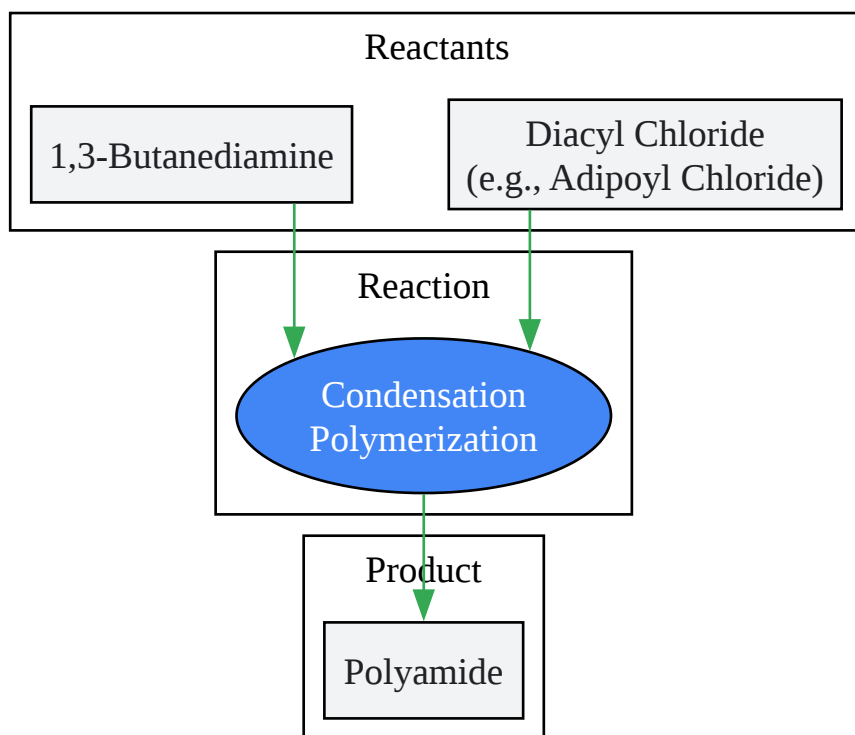 Reactants
1,3-Butanediamine
Diacyl Chloride
(e.g., Adipoyl Chloride)
Reaction
Condensation
Polymerization
Product
Polyamide